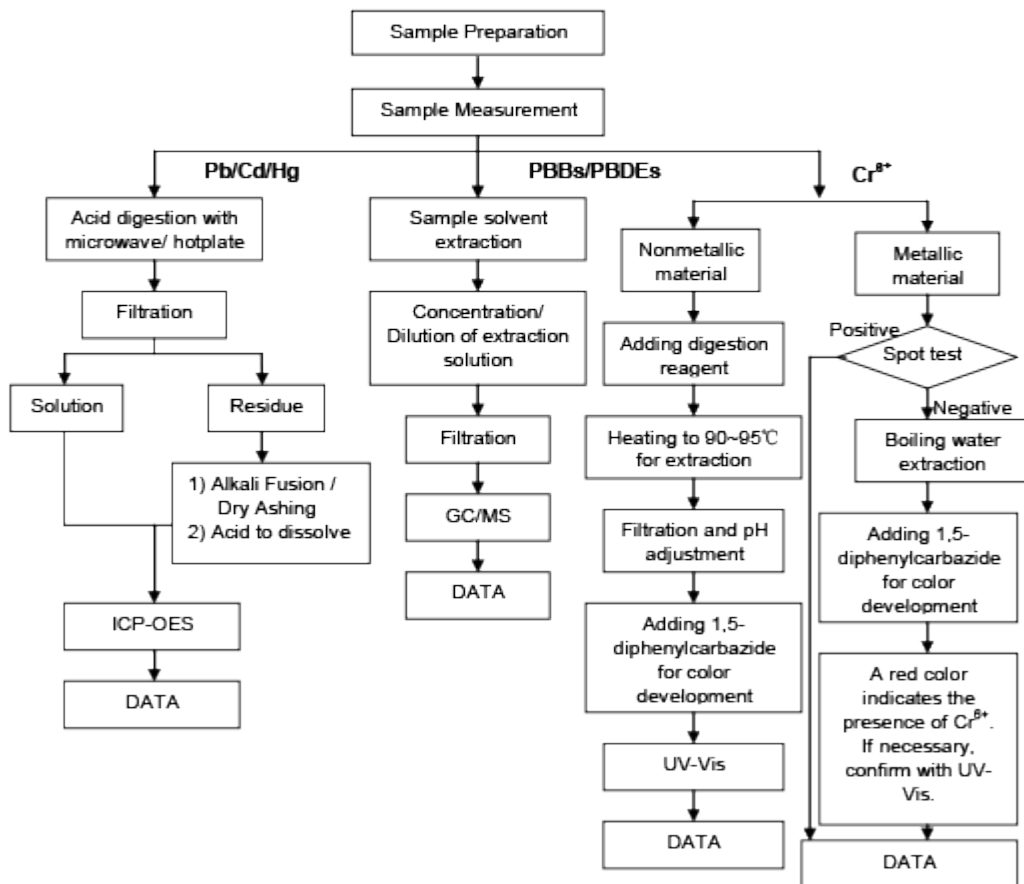 Sample Preparation
Sample Measurement
Pb/Cd/Hg
PBBs/PBDEs
Cr⁶⁺
Acid digestion with
microwave/ hotplate
Filtration
Solution
Residue
1) Alkali Fusion /
Dry Ashing
2) Acid to dissolve
ICP-OES
DATA
Sample solvent
extraction
Concentration/
Dilution of extraction
solution
Filtration
GC/MS
DATA
Nonmetallic
material
Adding digestion
reagent
Heating to 90~95℃
for extraction
Filtration and pH
adjustment
Adding 1,5-
diphenylcarbazide
for color
development
UV-Vis
DATA
Metallic
material
Positive
Spot test
Negative
Boiling water
extraction
Adding 1,5-
diphenylcarbazide
for color
development
A red color
indicates the
presence of Cr⁶⁺.
If necessary,
confirm with UV-
Vis.
DATA